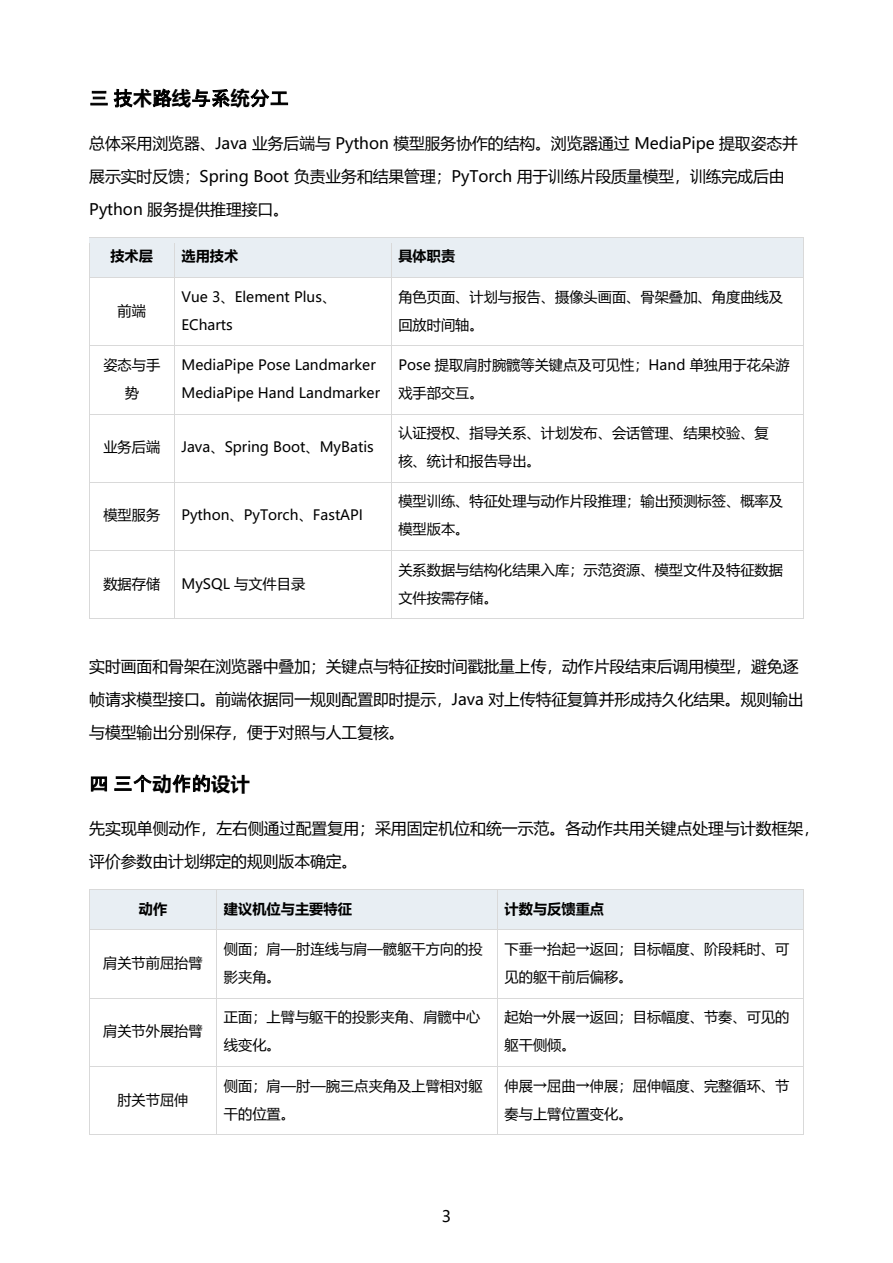 三 技术路线与系统分工
总体采用浏览器、Java 业务后端与 Python 模型服务协作的结构。浏览器通过 MediaPipe 提取姿态并
展示实时反馈；Spring Boot 负责业务和结果管理；PyTorch 用于训练片段质量模型，训练完成后由
Python 服务提供推理接口。
技术层 选用技术 具体职责
前端
Vue 3、Element Plus、
ECharts
角色页面、计划与报告、摄像头画面、骨架叠加、角度曲线及
回放时间轴。
姿态与手
势
MediaPipe Pose Landmarker
MediaPipe Hand Landmarker
Pose 提取肩肘腕髋等关键点及可见性；Hand 单独用于花朵游
戏手部交互。
业务后端
Java、Spring Boot、MyBatis
认证授权、指导关系、计划发布、会话管理、结果校验、复
核、统计和报告导出。
模型服务
Python、PyTorch、FastAPI
模型训练、特征处理与动作片段推理；输出预测标签、概率及
模型版本。
数据存储
MySQL 与文件目录
关系数据与结构化结果入库；示范资源、模型文件及特征数据
文件按需存储。
实时画面和骨架在浏览器中叠加；关键点与特征按时间戳批量上传，动作片段结束后调用模型，避免逐
帧请求模型接口。前端依据同一规则配置即时提示，Java 对上传特征复算并形成持久化结果。规则输出
与模型输出分别保存，便于对照与人工复核。
四 三个动作的设计
先实现单侧动作，左右侧通过配置复用；采用固定机位和统一示范。各动作共用关键点处理与计数框架，
评价参数由计划绑定的规则版本确定。
动作 建议机位与主要特征 计数与反馈重点
肩关节前屈抬臂
侧面；肩—肘连线与肩—髋躯干方向的投
影夹角。
下垂→抬起→返回；目标幅度、阶段耗时、可
见的躯干前后偏移。
肩关节外展抬臂
正面；上臂与躯干的投影夹角、肩髋中心
线变化。
起始→外展→返回；目标幅度、节奏、可见的
躯干侧倾。
肘关节屈伸
侧面；肩—肘—腕三点夹角及上臂相对躯
干的位置。
伸展→屈曲→伸展；屈伸幅度、完整循环、节
奏与上臂位置变化。
3